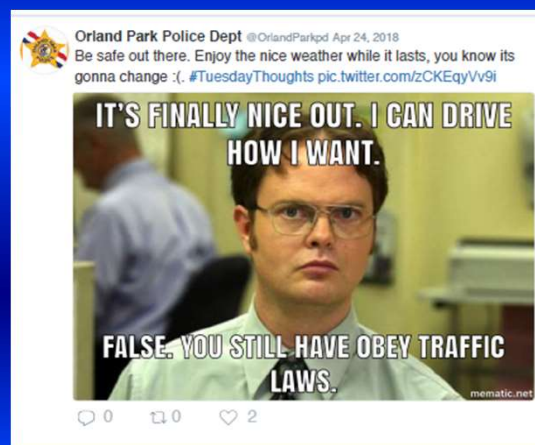 Orland Park Police Dept @OrlandParkpd Apr 24, 2018
Be safe out there. Enjoy the nice weather while it lasts, you know its
gonna change :(. #TuesdayThoughts pic.twitter.com/zCKEqyVv9i
IT'S FINALLY NICE OUT. I CAN DRIVE
HOW I WANT.
FALSE. YOU STILL HAVE OBEY TRAFFIC
LAWS.
mematic.net
0 0 2